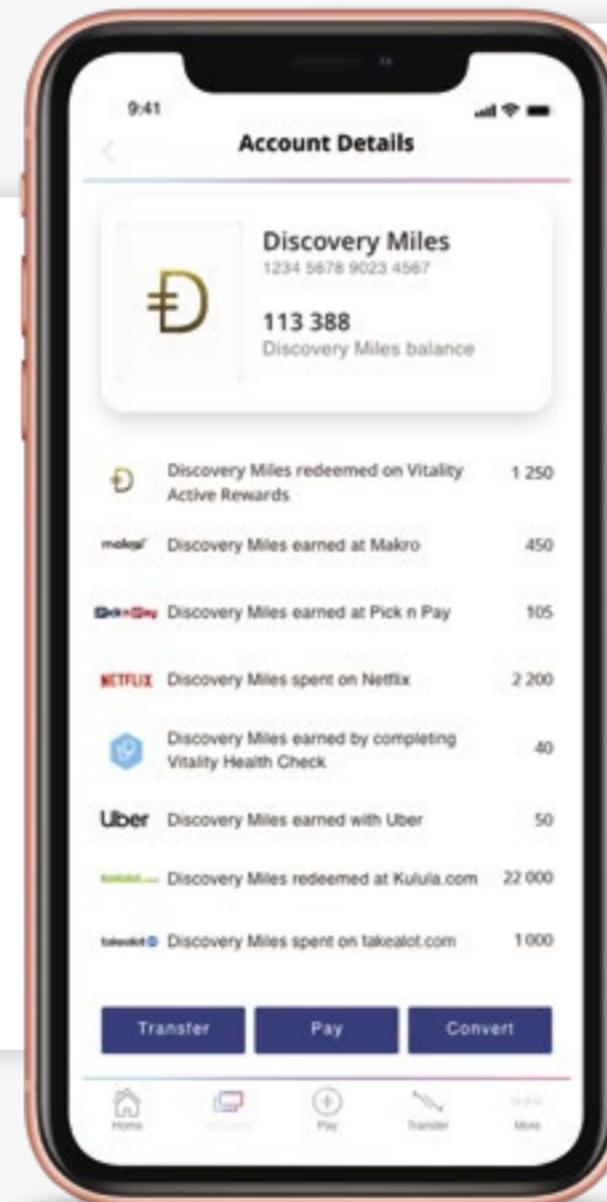 9:41
Account Details
Discovery Miles
1234 5678 9023 4567
113 388
Discovery Miles balance
Discovery Miles redeemed on Vitality 1 250
Active Rewards
makro Discovery Miles earned at Makro 450
Pick n Pay Discovery Miles earned at Pick n Pay 105
NETFLIX Discovery Miles spent on Netflix 2 200
Discovery Miles earned by completing 40
Vitality Health Check
Uber Discovery Miles earned with Uber 50
Discovery Miles redeemed at Kulula.com 22 000
takealot Discovery Miles spent on takealot.com 1 000
Transfer Pay Convert
Home Pay Transfer More